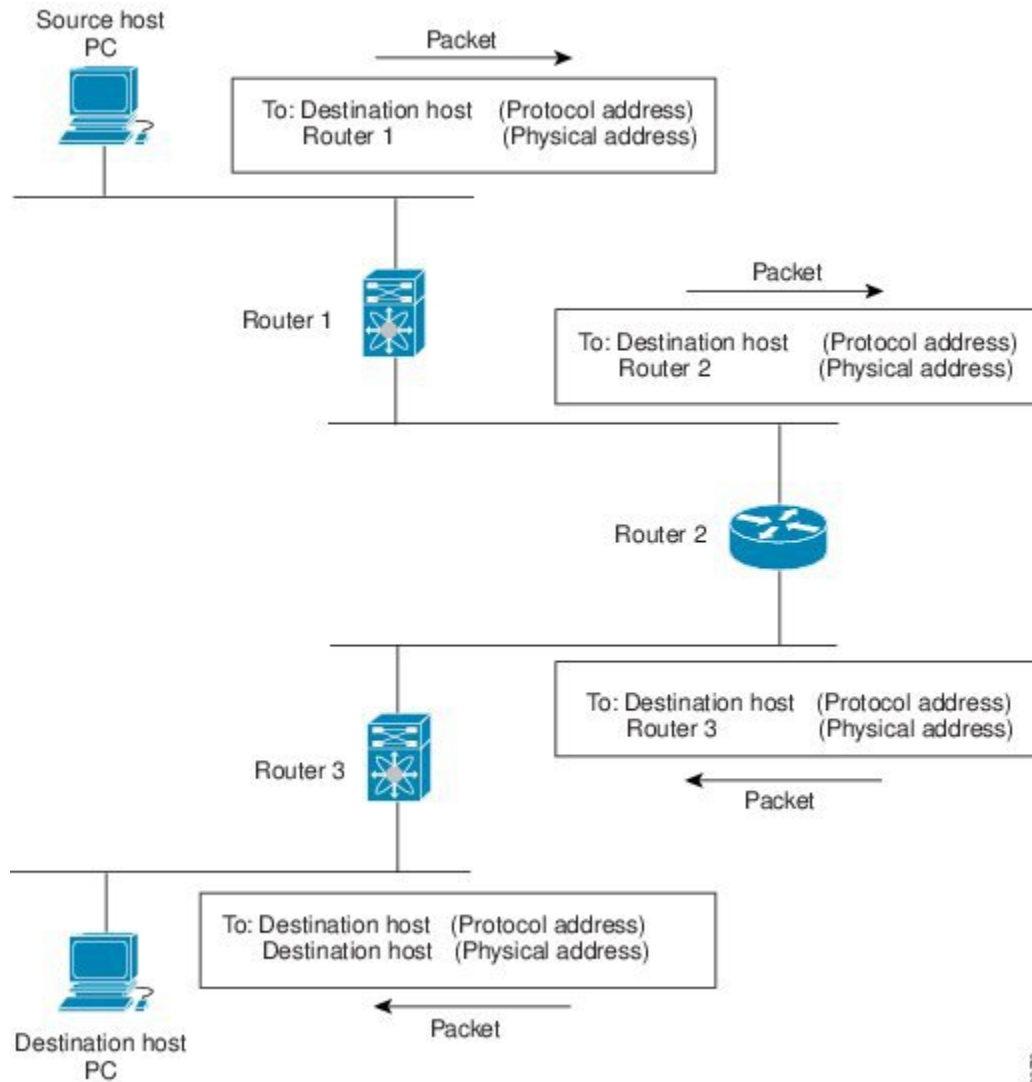 Source host
PC
Packet
To: Destination host (Protocol address)
Router 1 (Physical address)
Router 1
Packet
To: Destination host (Protocol address)
Router 2 (Physical address)
Router 2
To: Destination host (Protocol address)
Router 3 (Physical address)
Packet
Router 3
To: Destination host (Protocol address)
Destination host (Physical address)
Packet
Destination host
PC